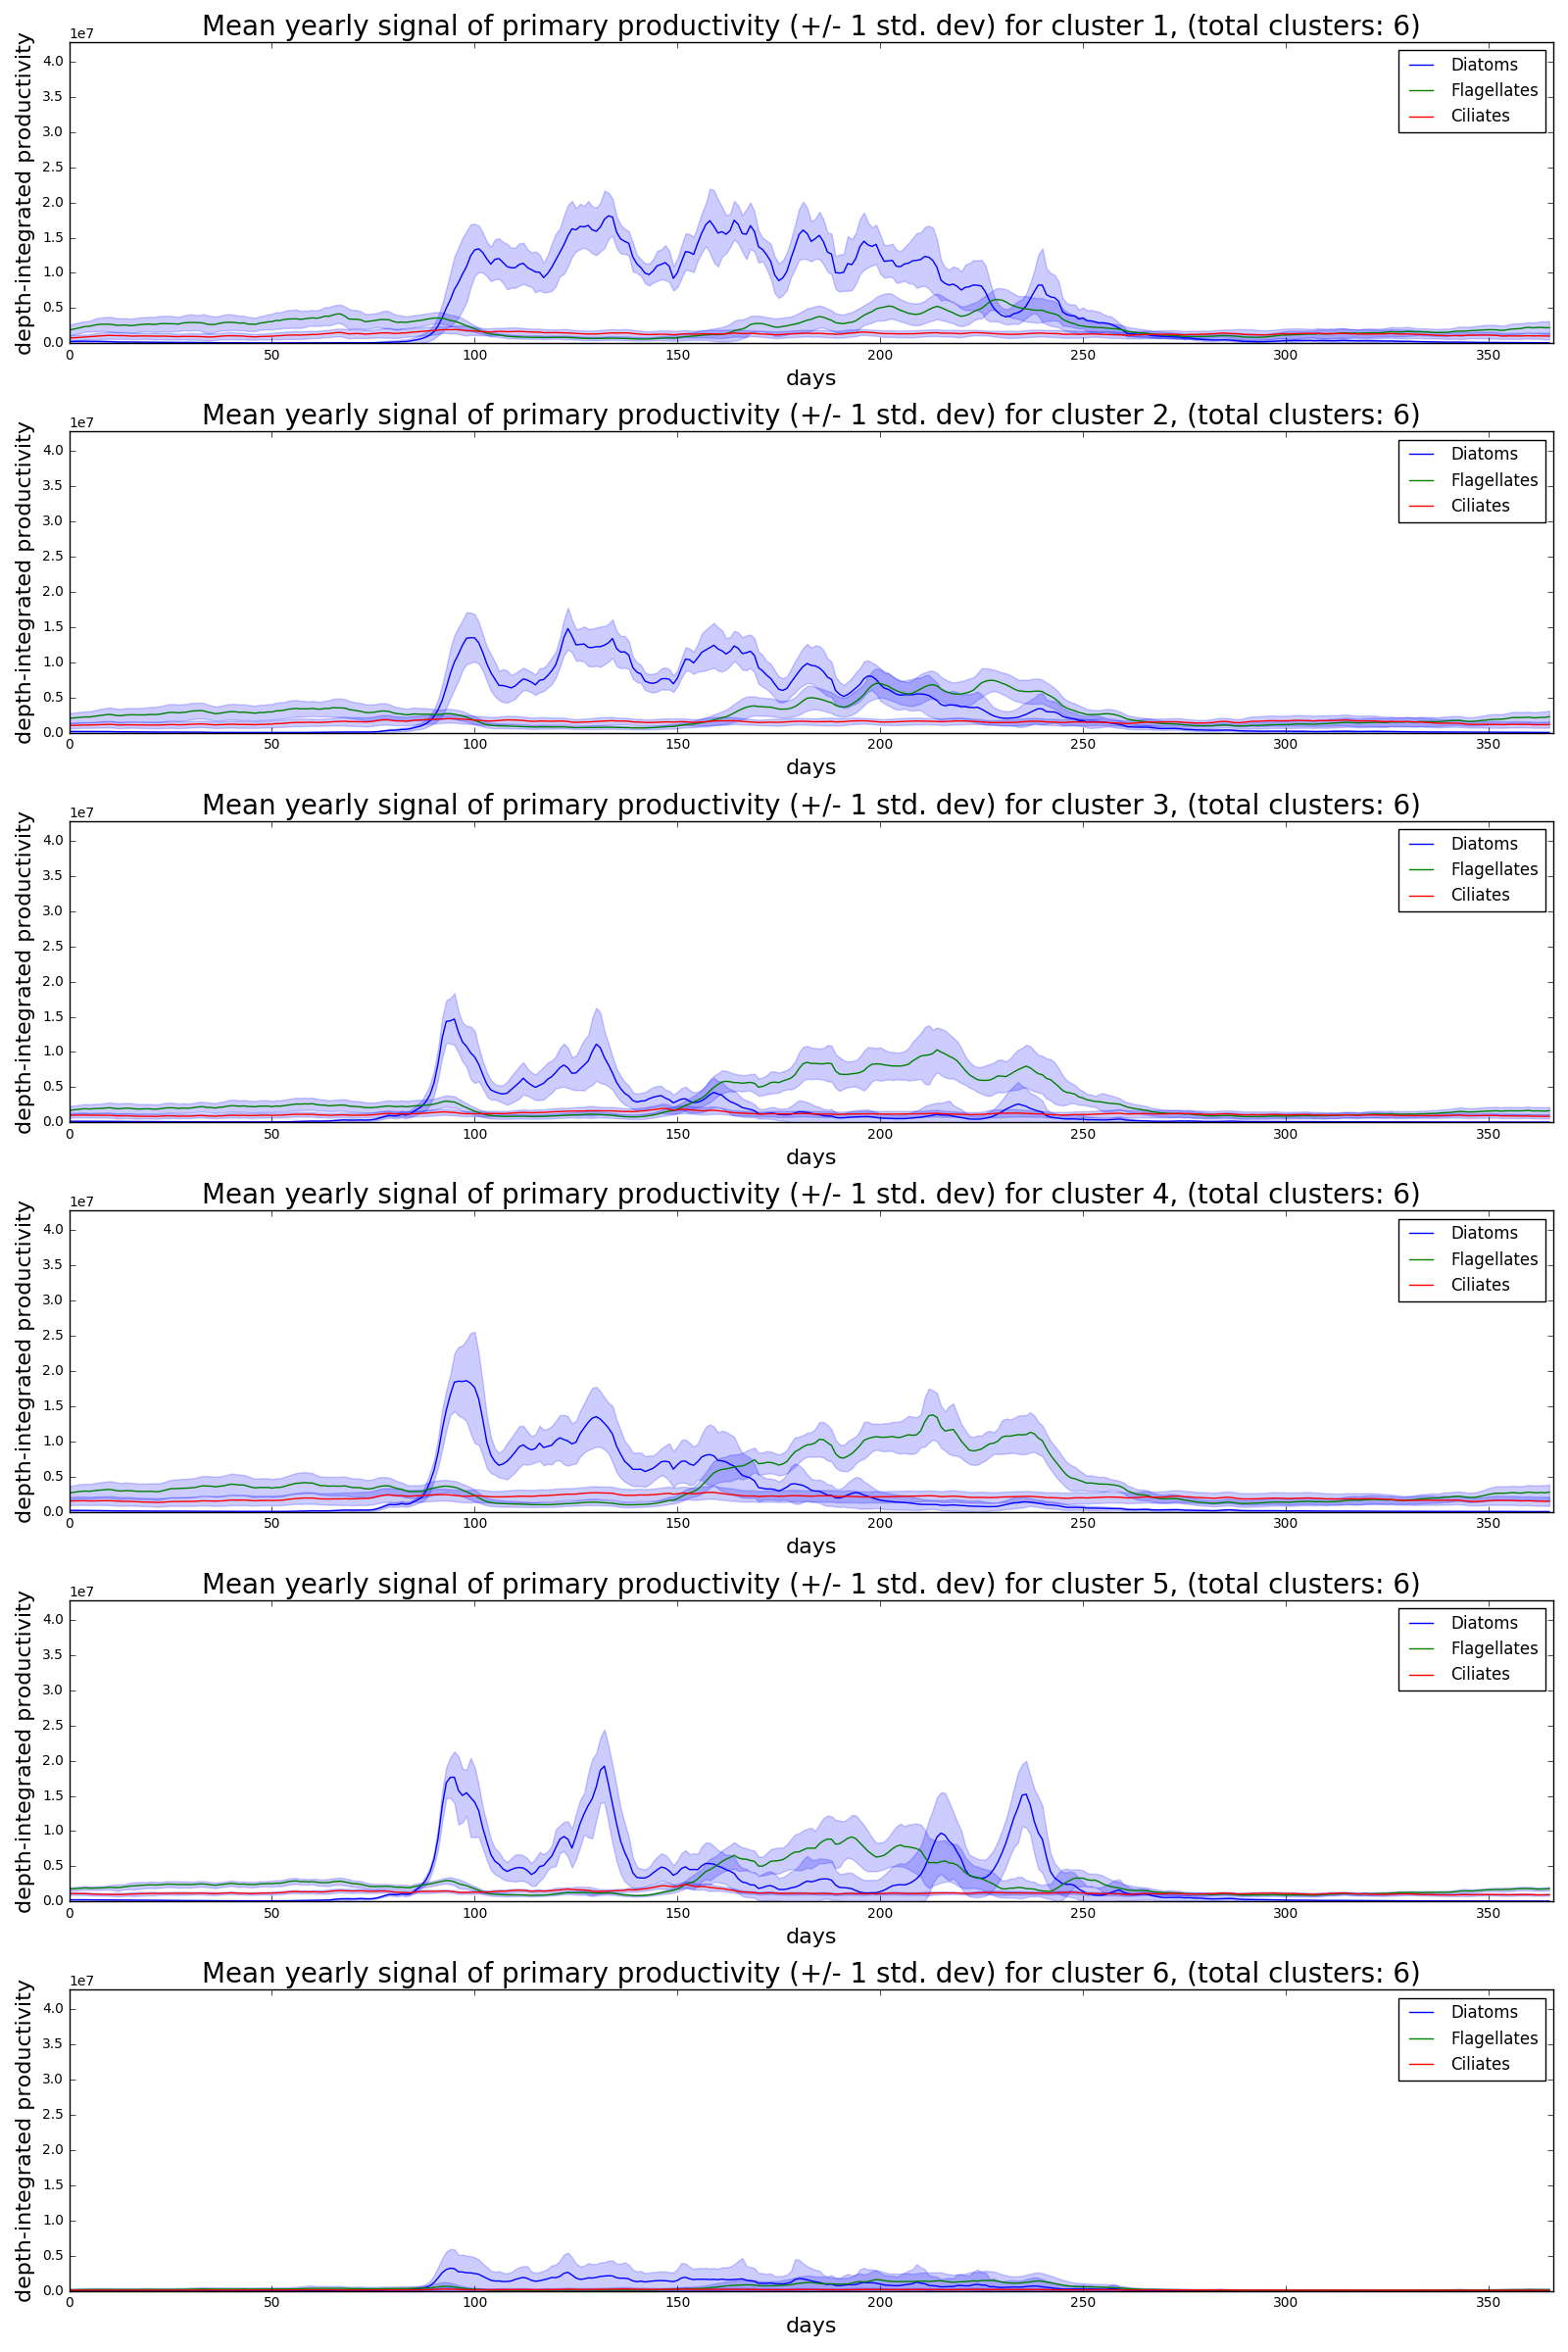 Mean yearly signal of primary productivity (+/- 1 std. dev) for cluster 1, (total clusters: 6)
1e7
depth-integrated productivity
4.0
3.5
3.0
2.5
2.0
1.5
1.0
0.5
0.0
Diatoms
Flagellates
Ciliates
0 50 100 150 200 250 300 350
days
Mean yearly signal of primary productivity (+/- 1 std. dev) for cluster 2, (total clusters: 6)
1e7
depth-integrated productivity
4.0
3.5
3.0
2.5
2.0
1.5
1.0
0.5
0.0
Diatoms
Flagellates
Ciliates
0 50 100 150 200 250 300 350
days
Mean yearly signal of primary productivity (+/- 1 std. dev) for cluster 3, (total clusters: 6)
1e7
depth-integrated productivity
4.0
3.5
3.0
2.5
2.0
1.5
1.0
0.5
0.0
Diatoms
Flagellates
Ciliates
0 50 100 150 200 250 300 350
days
Mean yearly signal of primary productivity (+/- 1 std. dev) for cluster 4, (total clusters: 6)
1e7
depth-integrated productivity
4.0
3.5
3.0
2.5
2.0
1.5
1.0
0.5
0.0
Diatoms
Flagellates
Ciliates
0 50 100 150 200 250 300 350
days
Mean yearly signal of primary productivity (+/- 1 std. dev) for cluster 5, (total clusters: 6)
1e7
depth-integrated productivity
4.0
3.5
3.0
2.5
2.0
1.5
1.0
0.5
0.0
Diatoms
Flagellates
Ciliates
0 50 100 150 200 250 300 350
days
Mean yearly signal of primary productivity (+/- 1 std. dev) for cluster 6, (total clusters: 6)
1e7
depth-integrated productivity
4.0
3.5
3.0
2.5
2.0
1.5
1.0
0.5
0.0
Diatoms
Flagellates
Ciliates
0 50 100 150 200 250 300 350
days